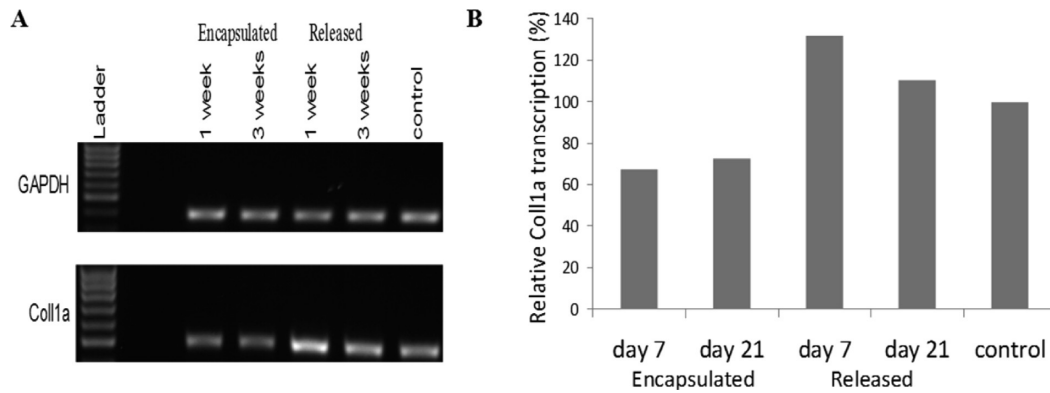 A
Encapsulated Released
Ladder
1 week
3 weeks
1 week
3 weeks
control
GAPDH
Coll1a
B
Relative Coll1a transcription (%)
140
120
100
80
60
40
20
0
day 7 day 21 day 7 day 21 control
Encapsulated Released